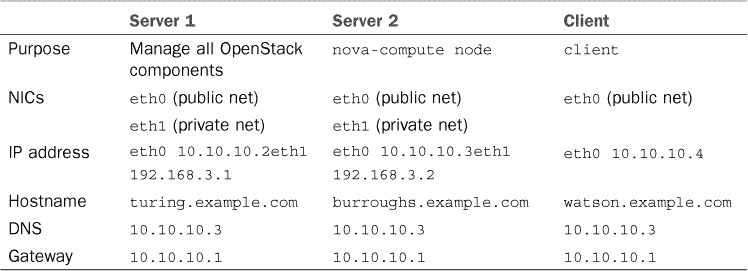 Server 1 Server 2 Client
Purpose Manage all OpenStack nova-compute node client
components
NICs eth0 (public net) eth0 (public net) eth0 (public net)
eth1 (private net) eth1 (private net)
IP address eth0 10.10.10.2eth1 eth0 10.10.10.3eth1 eth0 10.10.10.4
192.168.3.1 192.168.3.2
Hostname turing.example.com burroughs.example.com watson.example.com
DNS 10.10.10.3 10.10.10.3 10.10.10.3
Gateway 10.10.10.1 10.10.10.1 10.10.10.1